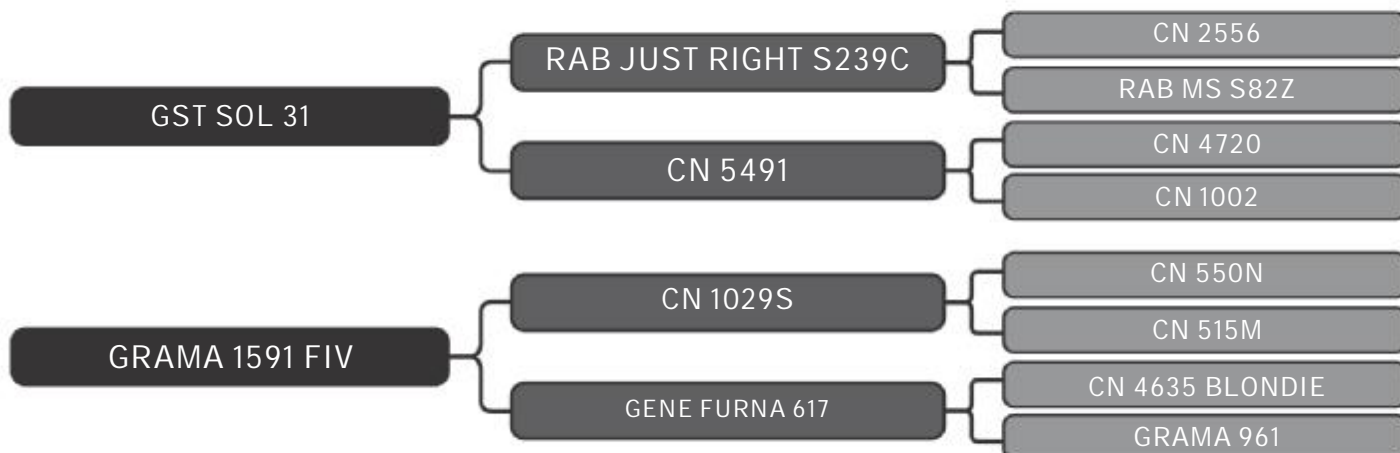 GST SOL 31
RAB JUST RIGHT S239C
CN 5491
CN 2556
RAB MS S82Z
CN 4720
CN 1002
GRAMA 1591 FIV
CN 1029S
GENE FURNA 617
CN 550N
CN 515M
CN 4635 BLONDIE
GRAMA 961